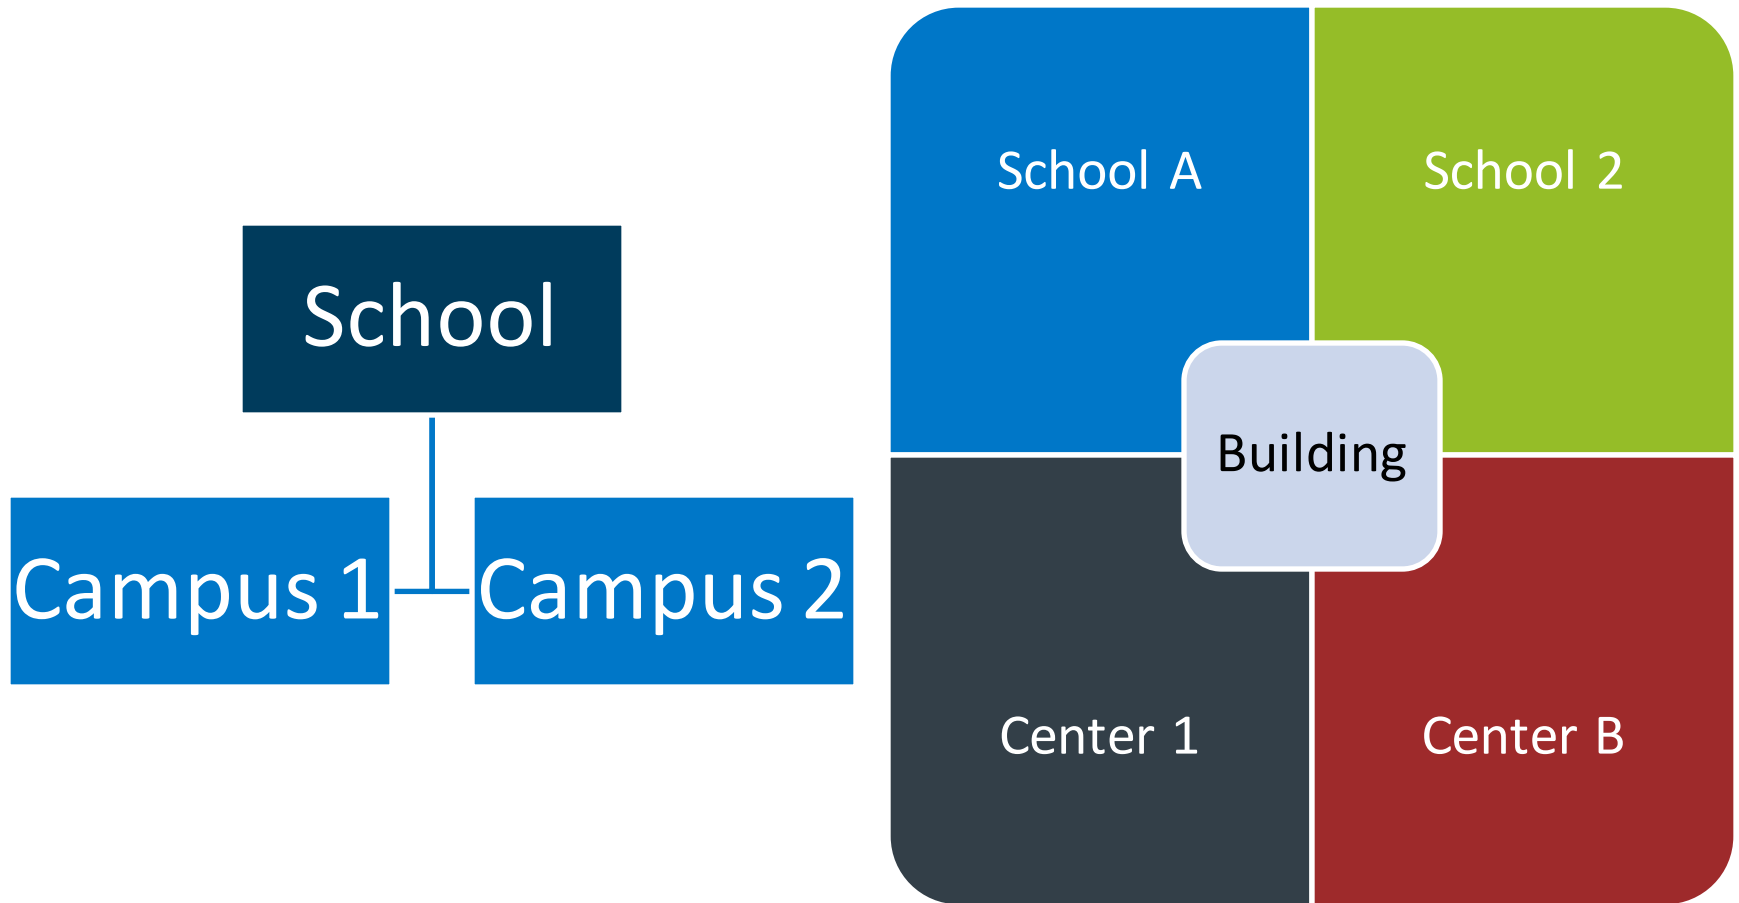 School
Campus 1
Campus 2
School A
School 2
Building
Center 1
Center B